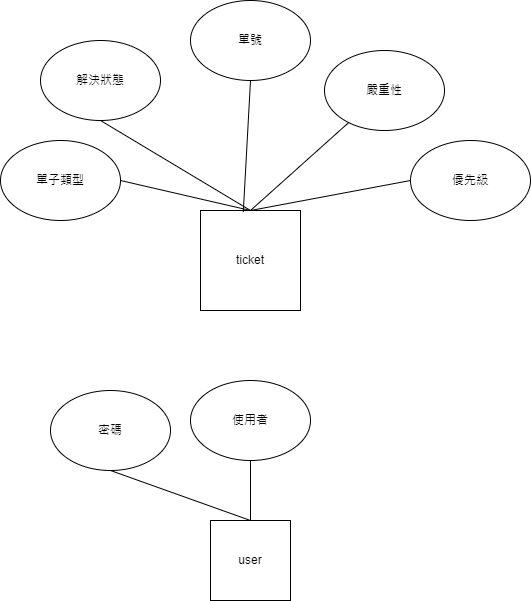 單號
解決狀態
嚴重性
單子類型
優先級
ticket
密碼
使用者
user